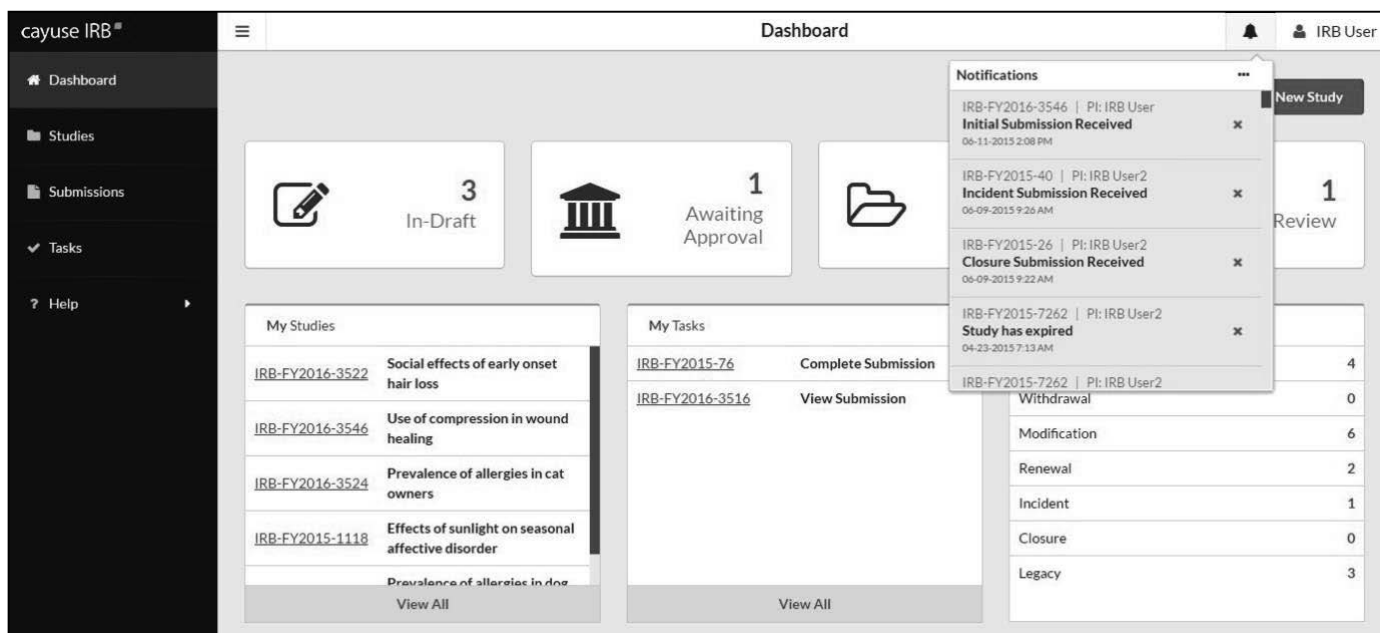 cayuse IRB
Dashboard
IRB User
Dashboard
Studies
Submissions
Tasks
? Help
Notifications
...
New Study
IRB-FY2016-3546 | PI: IRB User
Initial Submission Received
06-11-2015 2:08 PM
IRB-FY2015-40 | PI: IRB User2
Incident Submission Received
06-09-2015 9:26 AM
IRB-FY2015-26 | PI: IRB User2
Closure Submission Received
06-09-2015 9:22 AM
IRB-FY2015-7262 | PI: IRB User2
Study has expired
04-23-2015 7:13 AM
IRB-FY2015-7262 | PI: IRB User2
3
In-Draft
1
Awaiting
Approval
1
Review
My Studies
IRB-FY2016-3522 Social effects of early onset
hair loss
IRB-FY2016-3546 Use of compression in wound
healing
IRB-FY2016-3524 Prevalence of allergies in cat
owners
IRB-FY2015-1118 Effects of sunlight on seasonal
affective disorder
Prevalence of allergies in dog
View All
My Tasks
IRB-FY2015-76 Complete Submission
IRB-FY2016-3516 View Submission
View All
4
Withdrawal 0
Modification 6
Renewal 2
Incident 1
Closure 0
Legacy 3